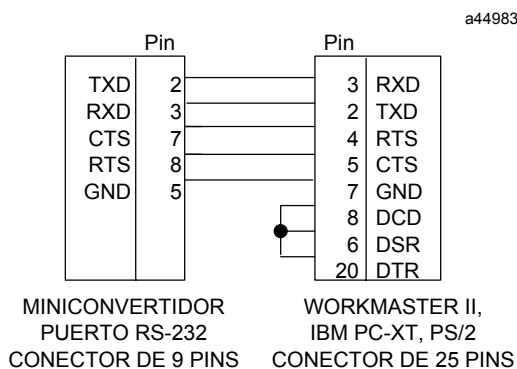 a44983
Pin Pin
TXD 2 3 RXD
RXD 3 2 TXD
CTS 7 4 RTS
RTS 8 5 CTS
GND 5 7 GND
8 DCD
6 DSR
20 DTR
MINICONVERTIDOR WORKMASTER II,
PUERTO RS-232 IBM PC-XT, PS/2
CONECTOR DE 9 PINS CONECTOR DE 25 PINS